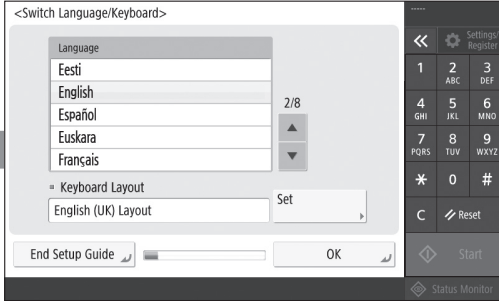 <Switch Language/Keyboard>
Language
Eesti
English
Español
Euskara
Français
2/8
Keyboard Layout
English (UK) Layout
Set
End Setup Guide
OK
-----
Settings/
Register
1
2
ABC
3
DEF
4
GHI
5
JKL
6
MNO
7
PQRS
8
TUV
9
WXYZ
*
0
#
C
Reset
Start
Status Monitor